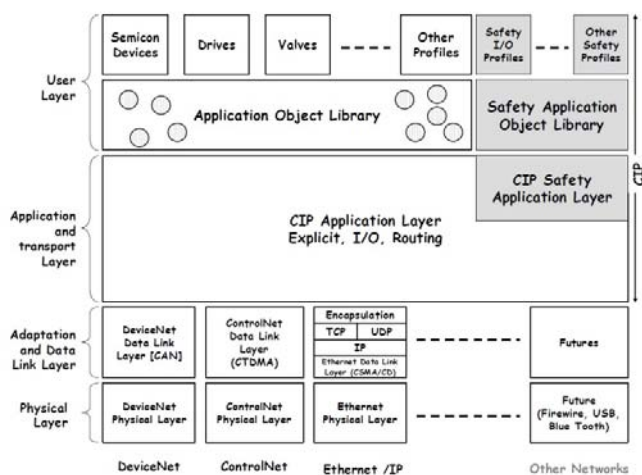 Semicon
Devices
Drives
Valves
Other
Profiles
Safety
I/O
Profiles
Other
Safety
Profiles
User
Layer
Application Object Library
Safety Application
Object Library
CIP
CIP Safety
Application Layer
Application
and
transport
Layer
CIP Application Layer
Explicit, I/O, Routing
Adaptation
and Data
Link Layer
DeviceNet
Data Link
Layer [CAN]
ControlNet
Data Link
Layer
(CTDMA)
Encapsulation
TCP UDP
IP
Ethernet Data Link
Layer (CSMA/CD)
Futures
Physical
Layer
DeviceNet
Physical Layer
ControlNet
Physical Layer
Ethernet
Physical Layer
Future
(Firewire, USB,
Blue Tooth)
DeviceNet ControlNet Ethernet /IP Other Networks